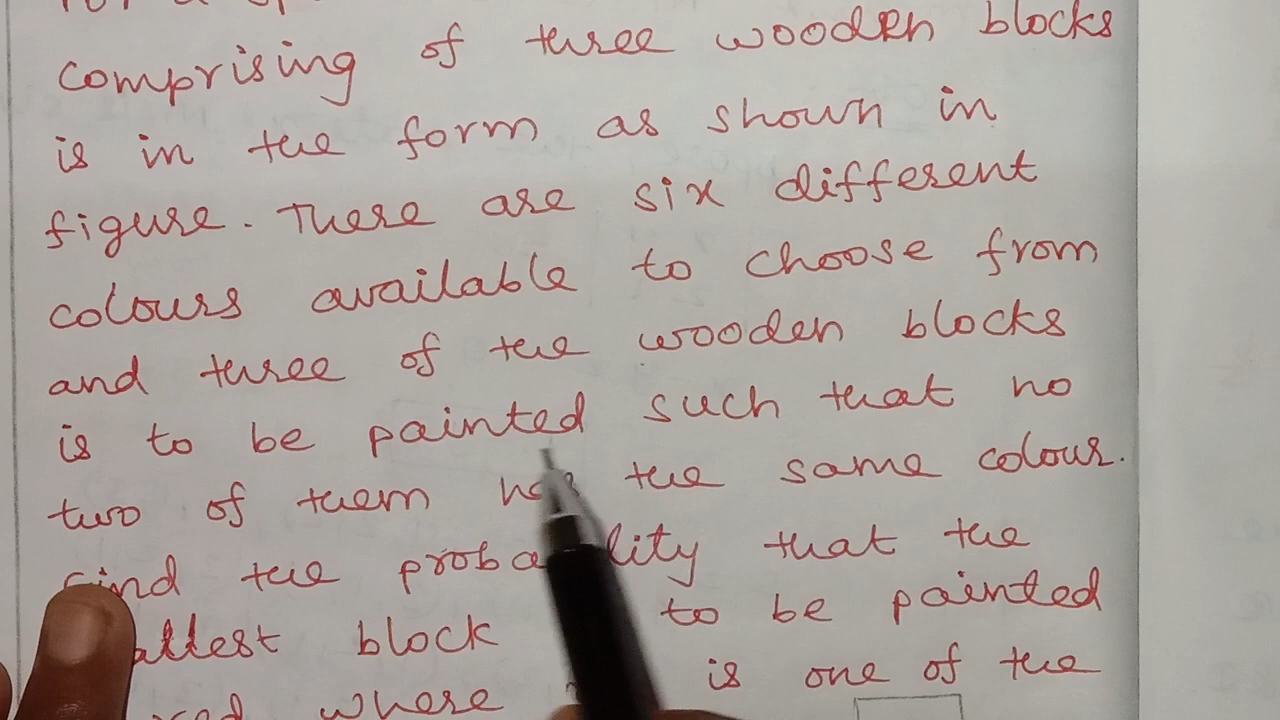 comprising of three wooden blocks
is in the form as shown in
figure. There are six different
colours available to choose from
and three of the wooden blocks
is to be painted such that no
two of them the same colour.
the that the
block to be painted
where is one of the